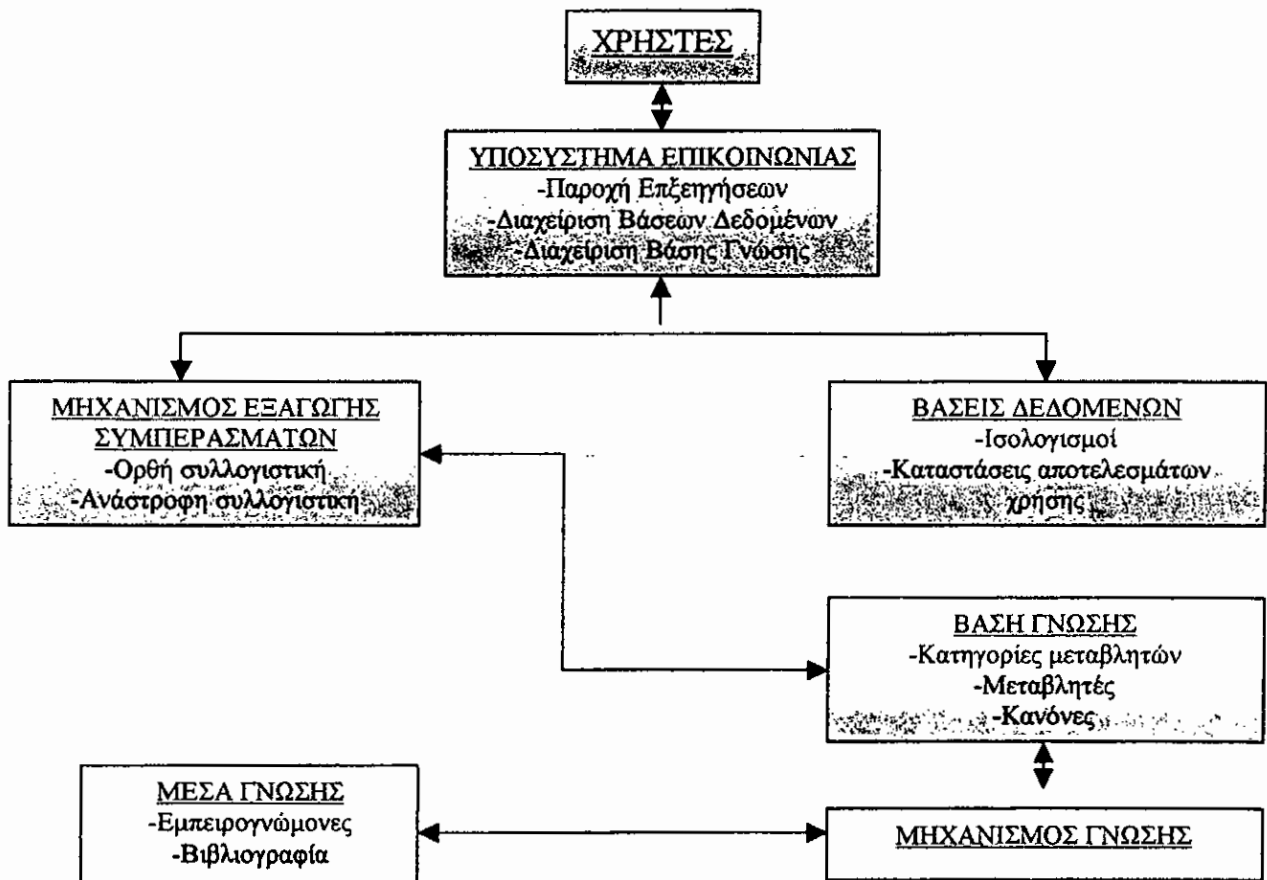 ΧΡΗΣΤΕΣ
ΥΠΟΣΥΣΤΗΜΑ ΕΠΙΚΟΙΝΩΝΙΑΣ
-Παροχή Επξεηγήσεων
-Διαχείριση Βάσεων Δεδομένων
-Διαχείριση Βάσης Γνώσης
ΜΗΧΑΝΙΣΜΟΣ ΕΞΑΓΩΓΗΣ
ΣΥΜΠΕΡΑΣΜΑΤΩΝ
-Ορθή συλλογιστική
-Ανάστροφη συλλογιστική
ΒΑΣΕΙΣ ΔΕΔΟΜΕΝΩΝ
-Ισολογισμοί
-Καταστάσεις αποτελεσμάτων
χρήσης
ΒΑΣΗ ΓΝΩΣΗΣ
-Κατηγορίες μεταβλητών
-Μεταβλητές
-Κανόνες
ΜΕΣΑ ΓΝΩΣΗΣ
-Εμπειρογνώμονες
-Βιβλιογραφία
ΜΗΧΑΝΙΣΜΟΣ ΓΝΩΣΗΣ